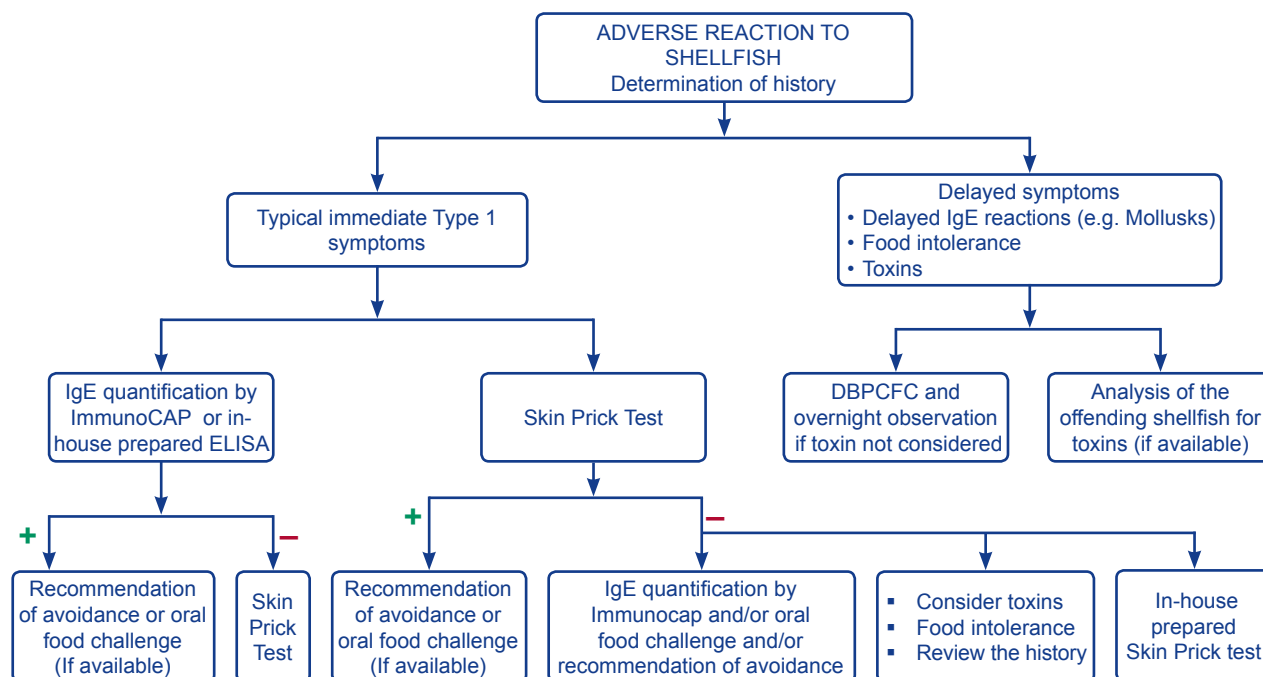 ADVERSE REACTION TO
SHELLFISH
Determination of history
Typical immediate Type 1
symptoms
Delayed symptoms
• Delayed IgE reactions (e.g. Mollusks)
• Food intolerance
• Toxins
IgE quantification by
ImmunoCAP or in-
house prepared ELISA
Skin Prick Test
DBPCFC and
overnight observation
if toxin not considered
Analysis of the
offending shellfish for
toxins (if available)
+
–
+
–
Recommendation
of avoidance or oral
food challenge
(If available)
Skin
Prick
Test
Recommendation
of avoidance or
oral food challenge
(If available)
IgE quantification by
Immunocap and/or oral
food challenge and/or
recommendation of avoidance
▪ Consider toxins
▪ Food intolerance
▪ Review the history
In-house
prepared
Skin Prick test